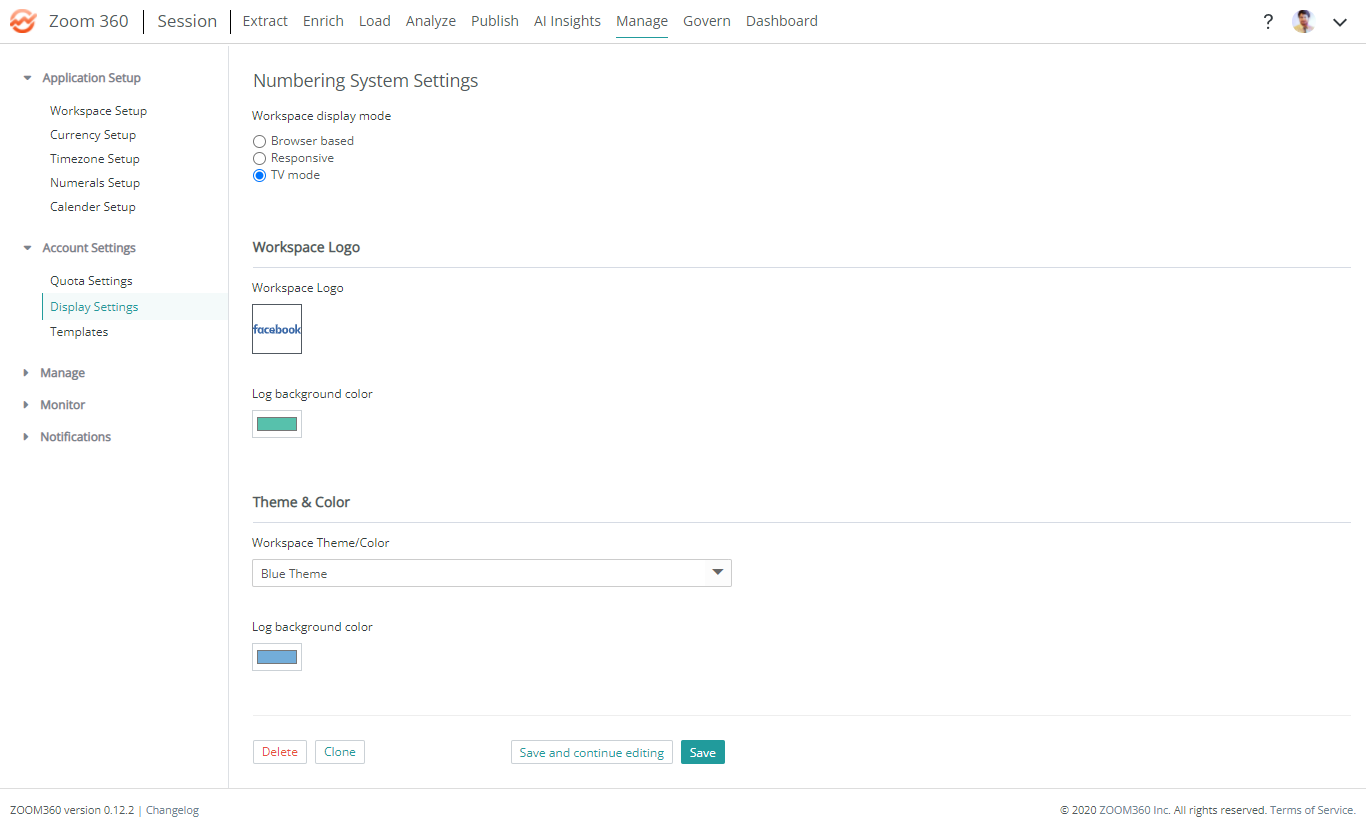 Zoom 360 Session Extract Enrich Load Analyze Publish AI Insights Manage Govern Dashboard ?
Application Setup
Workspace Setup
Currency Setup
Timezone Setup
Numerals Setup
Calender Setup
Account Settings
Quota Settings
Display Settings
Templates
Manage
Monitor
Notifications
Numbering System Settings
Workspace display mode
Browser based
Responsive
TV mode
Workspace Logo
Workspace Logo
facebook
Log background color
Theme & Color
Workspace Theme/Color
Blue Theme
Log background color
Delete Clone Save and continue editing Save
ZOOM360 version 0.12.2 | Changelog © 2020 ZOOM360 Inc. All rights reserved. Terms of Service.